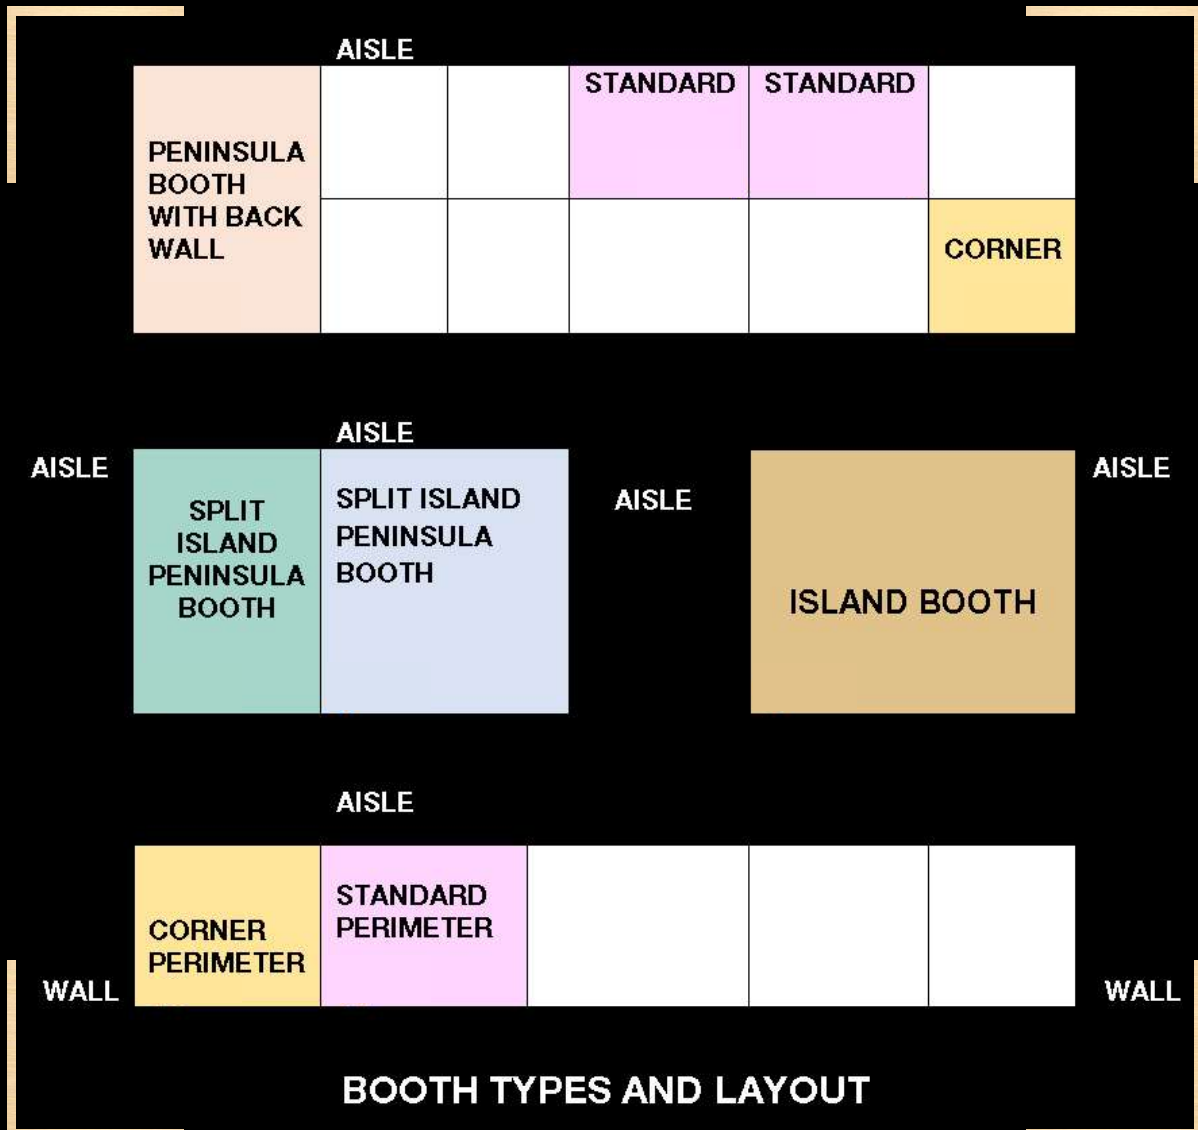 AISLE
STANDARD
STANDARD
PENINSULA
BOOTH
WITH BACK
WALL
CORNER
AISLE
AISLE
SPLIT
ISLAND
PENINSULA
BOOTH
SPLIT ISLAND
PENINSULA
BOOTH
AISLE
ISLAND BOOTH
AISLE
AISLE
CORNER
PERIMETER
STANDARD
PERIMETER
WALL
WALL
BOOTH TYPES AND LAYOUT